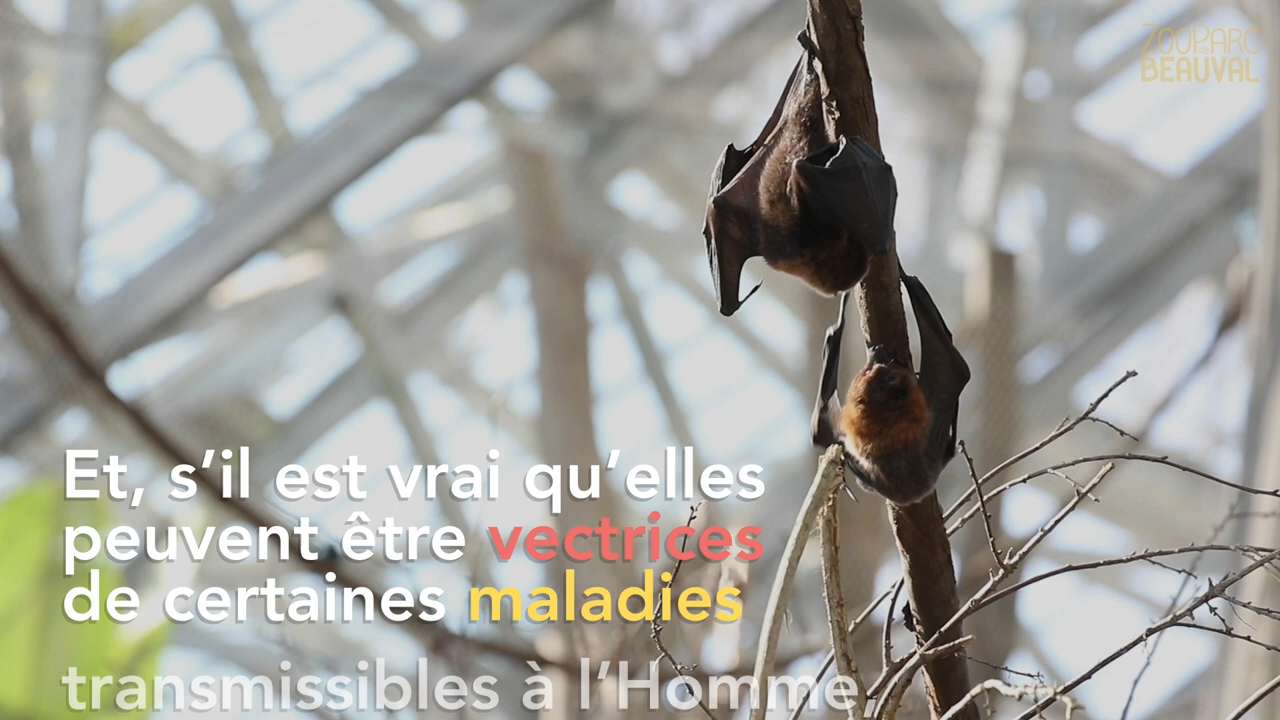 ZOOPARC
BEAUVAL
Et, s’il est vrai qu’elles
peuvent être vectrices
de certaines maladies
transmissibles à l’Homme